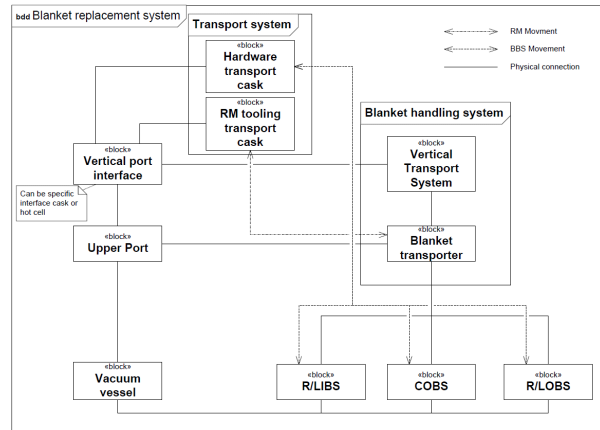 bdd Blanket replacement system
Transport system
«block»
Hardware
transport
cask
«block»
RM tooling
transport
cask
RM Movment
BBS Movement
Physical connection
Blanket handling system
«block»
Vertical port
interface
«block»
Vertical
Transport
System
Can be specific
interface cask or
hot cell
«block»
Upper Port
«block»
Blanket
transporter
«block»
Vacuum
vessel
«block»
R/LIBS
«block»
COBS
«block»
R/LOBS